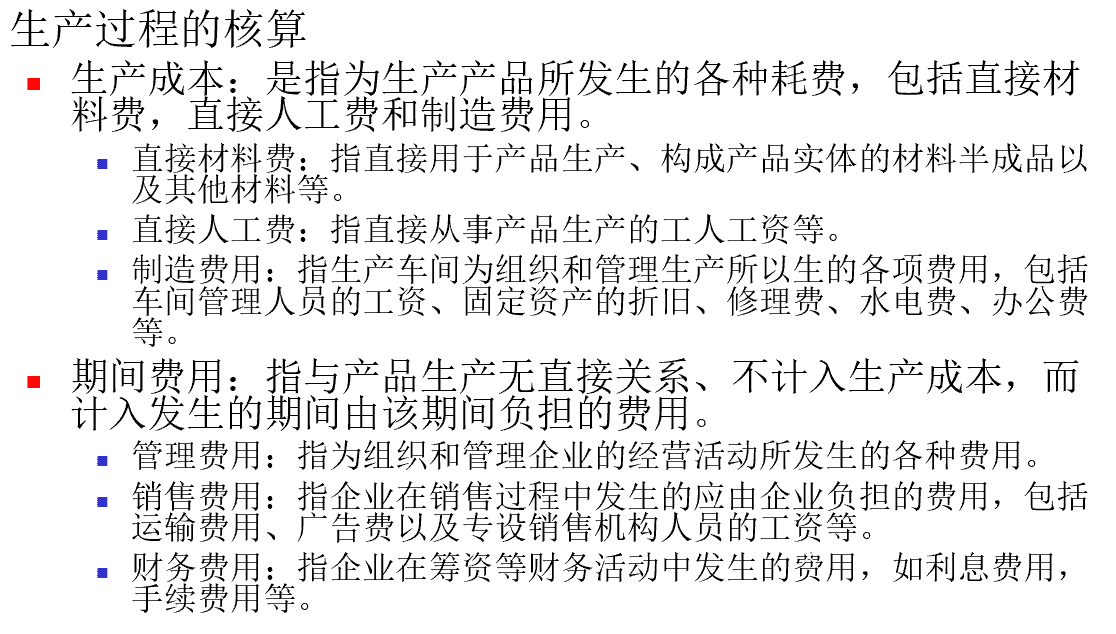 生产过程的核算
生产成本：是指为生产产品所发生的各种耗费，包括直接材
料费，直接人工费和制造费用。
直接材料费：指直接用于产品生产、构成产品实体的材料半成品以
及其他材料等。
直接人工费：指直接从事产品生产的工人工资等。
制造费用：指生产车间为组织和管理生产所以生的各项费用，包括
车间管理人员的工资、固定资产的折旧、修理费、水电费、办公费
等。
期间费用：指与产品生产无直接关系、不计入生产成本，而
计入发生的期间由该期间负担的费用。
管理费用：指为组织和管理企业的经营活动所发生的各种费用。
销售费用：指企业在销售过程中发生的应由企业负担的费用，包括
运输费用、广告费以及专设销售机构人员的工资等。
财务费用：指企业在筹资等财务活动中发生的费用，如利息费用，
手续费用等。